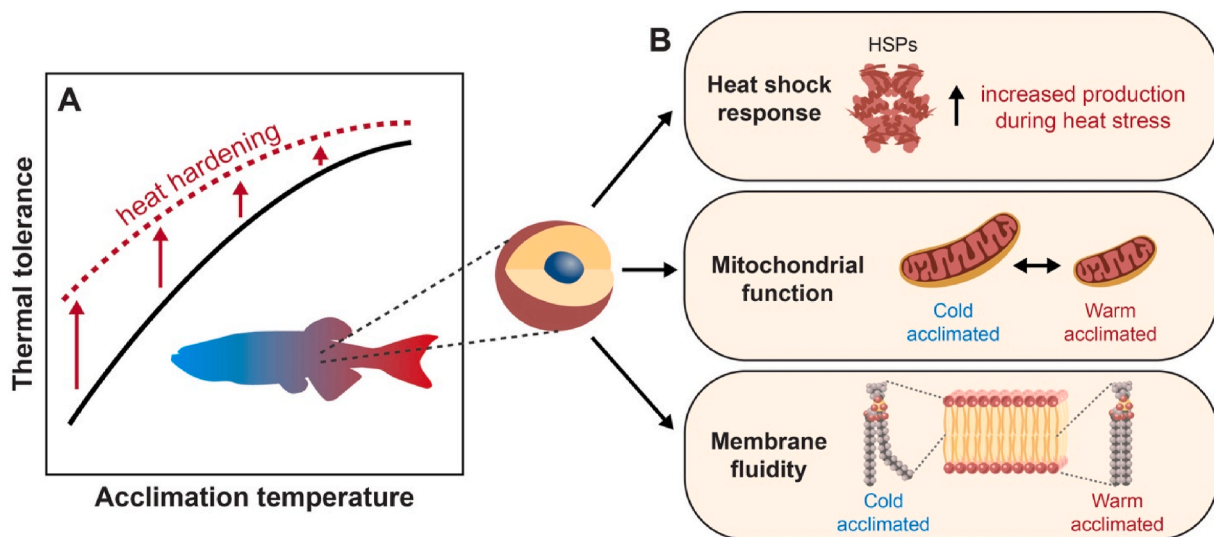 A
Thermal tolerance
heat hardening
Acclimation temperature
B
HSPs
Heat shock
response
increased production
during heat stress
Mitochondrial
function
Cold
acclimated
Warm
acclimated
Membrane
fluidity
Cold
acclimated
Warm
acclimated